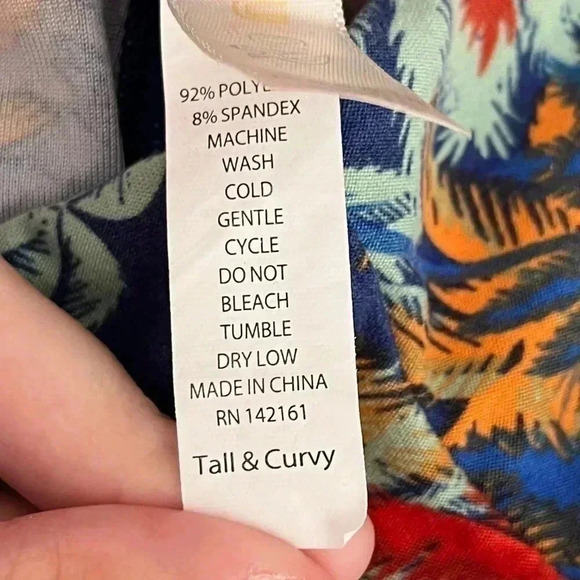 92% POLYE
8% SPANDEX
MACHINE
WASH
COLD
GENTLE
CYCLE
DO NOT
BLEACH
TUMBLE
DRY LOW
MADE IN CHINA
RN 142161
Tall & Curvy